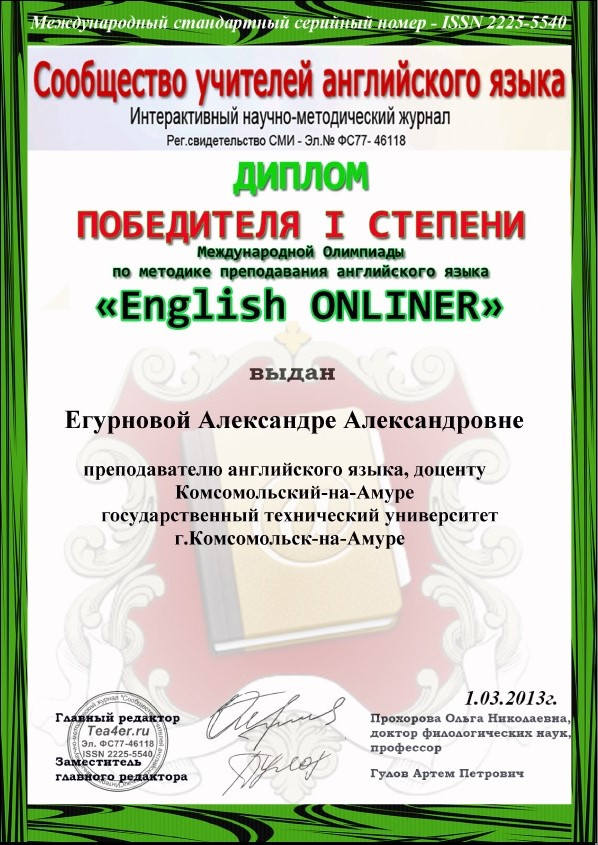 Международный стандартный серийный номер - ISSN 2225-5540
Сообщество учителей английского языка
Интерактивный научно-методический журнал
Рег.свидетельство СМИ - Эл.№ ФС77- 46118
ДИПЛОМ
ПОБЕДИТЕЛЯ I СТЕПЕНИ
Международной Олимпиады
по методике преподавания английского языка
«English ONLINER»
выдан
Егурновой Александре Александровне
преподавателю английского языка, доценту
Комсомольский-на-Амуре
государственный технический университет
г.Комсомольск-на-Амуре
1.03.2013г.
Главный редактор
Прохорова Ольга Николаевна,
доктор филологических наук,
профессор
Tea4er.ru
Эл. ФС77-46118
ISSN 2225-5540
Заместитель
главного редактора
Гулов Артем Петрович